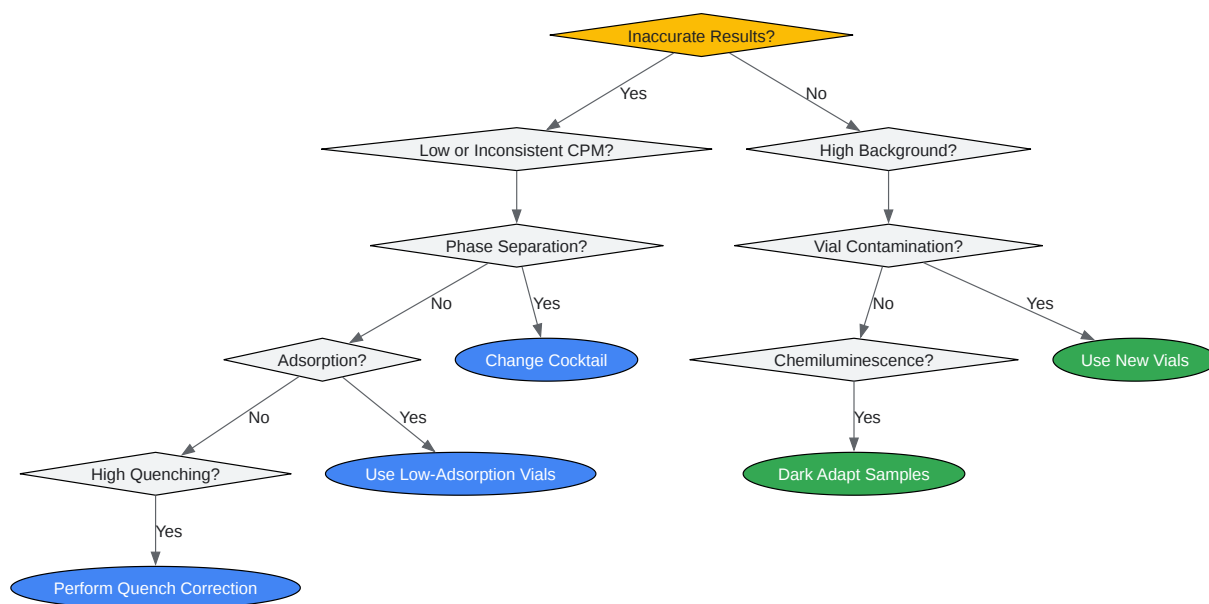 Inaccurate Results?
Yes
No
Low or Inconsistent CPM?
High Background?
Phase Separation?
Vial Contamination?
No
Yes
No
Yes
Adsorption?
Change Cocktail
Chemiluminescence?
Use New Vials
No
Yes
Yes
High Quenching?
Use Low-Adsorption Vials
Dark Adapt Samples
Yes
Perform Quench Correction